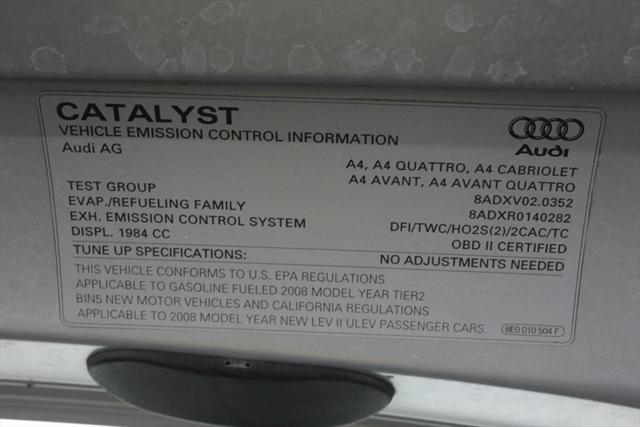 CATALYST
VEHICLE EMISSION CONTROL INFORMATION
Audi AG
Audi
A4, A4 QUATTRO, A4 CABRIOLET
A4 AVANT, A4 AVANT QUATTRO
TEST GROUP 8ADXV02.0352
EVAP./REFUELING FAMILY 8ADXR0140282
EXH. EMISSION CONTROL SYSTEM DFI/TWC/HO2S(2)/2CAC/TC
DISPL. 1984 CC OBD II CERTIFIED
TUNE UP SPECIFICATIONS: NO ADJUSTMENTS NEEDED
THIS VEHICLE CONFORMS TO U.S. EPA REGULATIONS
APPLICABLE TO GASOLINE FUELED 2008 MODEL YEAR TIER2
BIN5 NEW MOTOR VEHICLES AND CALIFORNIA REGULATIONS
APPLICABLE TO 2008 MODEL YEAR NEW LEV II ULEV PASSENGER CARS.
8E0 010 504 F